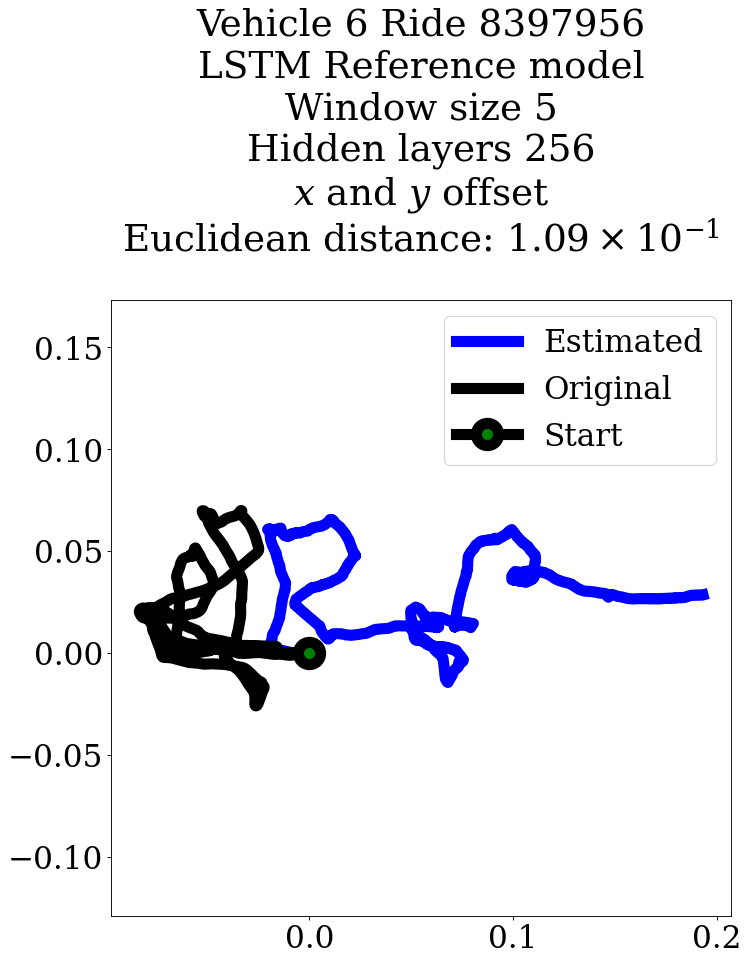 Vehicle 6 Ride 8397956
LSTM Reference model
Window size 5
Hidden layers 256
x and y offset
Euclidean distance: 1.09 × 10⁻¹
Estimated
Original
Start
0.15
0.10
0.05
0.00
−0.05
−0.10
0.0 0.1 0.2